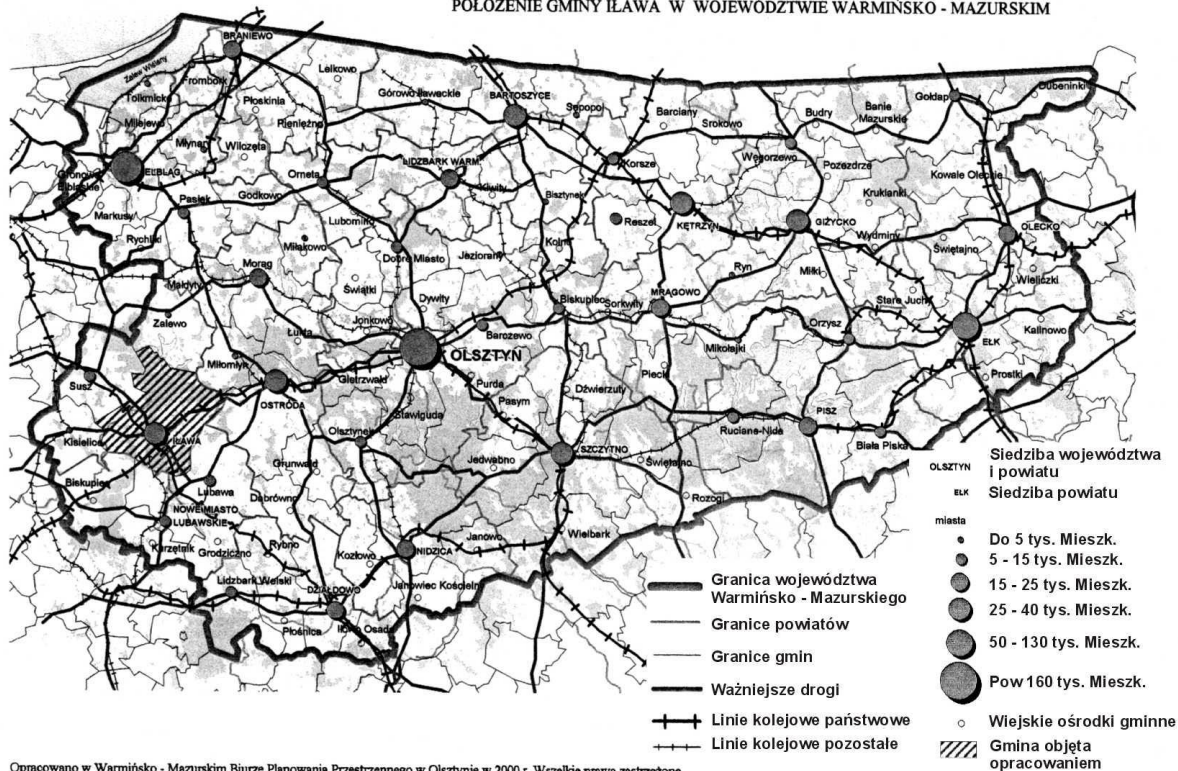 POŁOŻENIE GMINY IŁAWA W WOJEWÓDZTWIE WARMIŃSKO - MAZURSKIM
BRANIEWO
Zalew Wiślany
Frombork
Lelkowo
Tolkmicko
Płoskinia
Górowo Iławeckie
BARTOSZYCE
Sępopol
Barciany
Srokowo
Budry
Banie
Mazurskie
Gołdap
Dubeninki
Milejewo
Pieniężno
Młynary
Wilczęta
LIDZBARK WARM.
Korsze
Węgorzewo
Pozezdrze
Gronowo
Elbląskie
ELBLĄG
Orneta
Kiwity
Bisztynek
Kowale Oleckie
Markusy
Pasłęk
Godkowo
Lubomino
Reszel
KĘTRZYN
GIŻYCKO
Kruklanki
Rychliki
Miłakowo
Dobre Miasto
Jeziorany
Kolno
Wydminy
Świętajno
OLECKO
Wieliczki
Morąg
Małdyty
Świątki
Dywity
Ryn
Miłki
Zalewo
Łukta
Jonkowo
Barczewo
Biskupiec
Sorkwity
MRĄGOWO
Stare Juchy
Orzysz
Kalinowo
Miłomłyn
OLSZTYN
Mikołajki
EŁK
Susz
Gietrzwałd
Purda
Dźwierzuty
Piecki
Prostki
OSTRÓDA
Stawiguda
Pasym
PISZ
Kisielice
IŁAWA
Olsztynek
Ruciane-Nida
Biała Piska
Grunwald
Jedwabno
SZCZYTNO
Świętajno
Biskupiec
Lubawa
Dąbrówno
Rozogi
NOWE MIASTO
LUBAWSKIE
Kurzętnik
Grodziczno
Rybno
Kozłowo
NIDZICA
Janowo
Wielbark
Lidzbark Welski
DZIAŁDOWO
Janowiec Kościeln
Płośnica
Iłowo Osada
OLSZTYN
Siedziba województwa
i powiatu
EŁK
Siedziba powiatu
miasta
Do 5 tys. Mieszk.
5 - 15 tys. Mieszk.
15 - 25 tys. Mieszk.
25 - 40 tys. Mieszk.
50 - 130 tys. Mieszk.
Pow 160 tys. Mieszk.
Wiejskie ośrodki gminne
Gmina objęta
opracowaniem
Granica województwa
Warmińsko - Mazurskiego
Granice powiatów
Granice gmin
Ważniejsze drogi
Linie kolejowe państwowe
Linie kolejowe pozostałe
Opracowano w Warmińsko - Mazurskim Biurze Planowania Przestrzennego w Olsztynie w 2000 r. Wszelkie prawa zastrzeżone